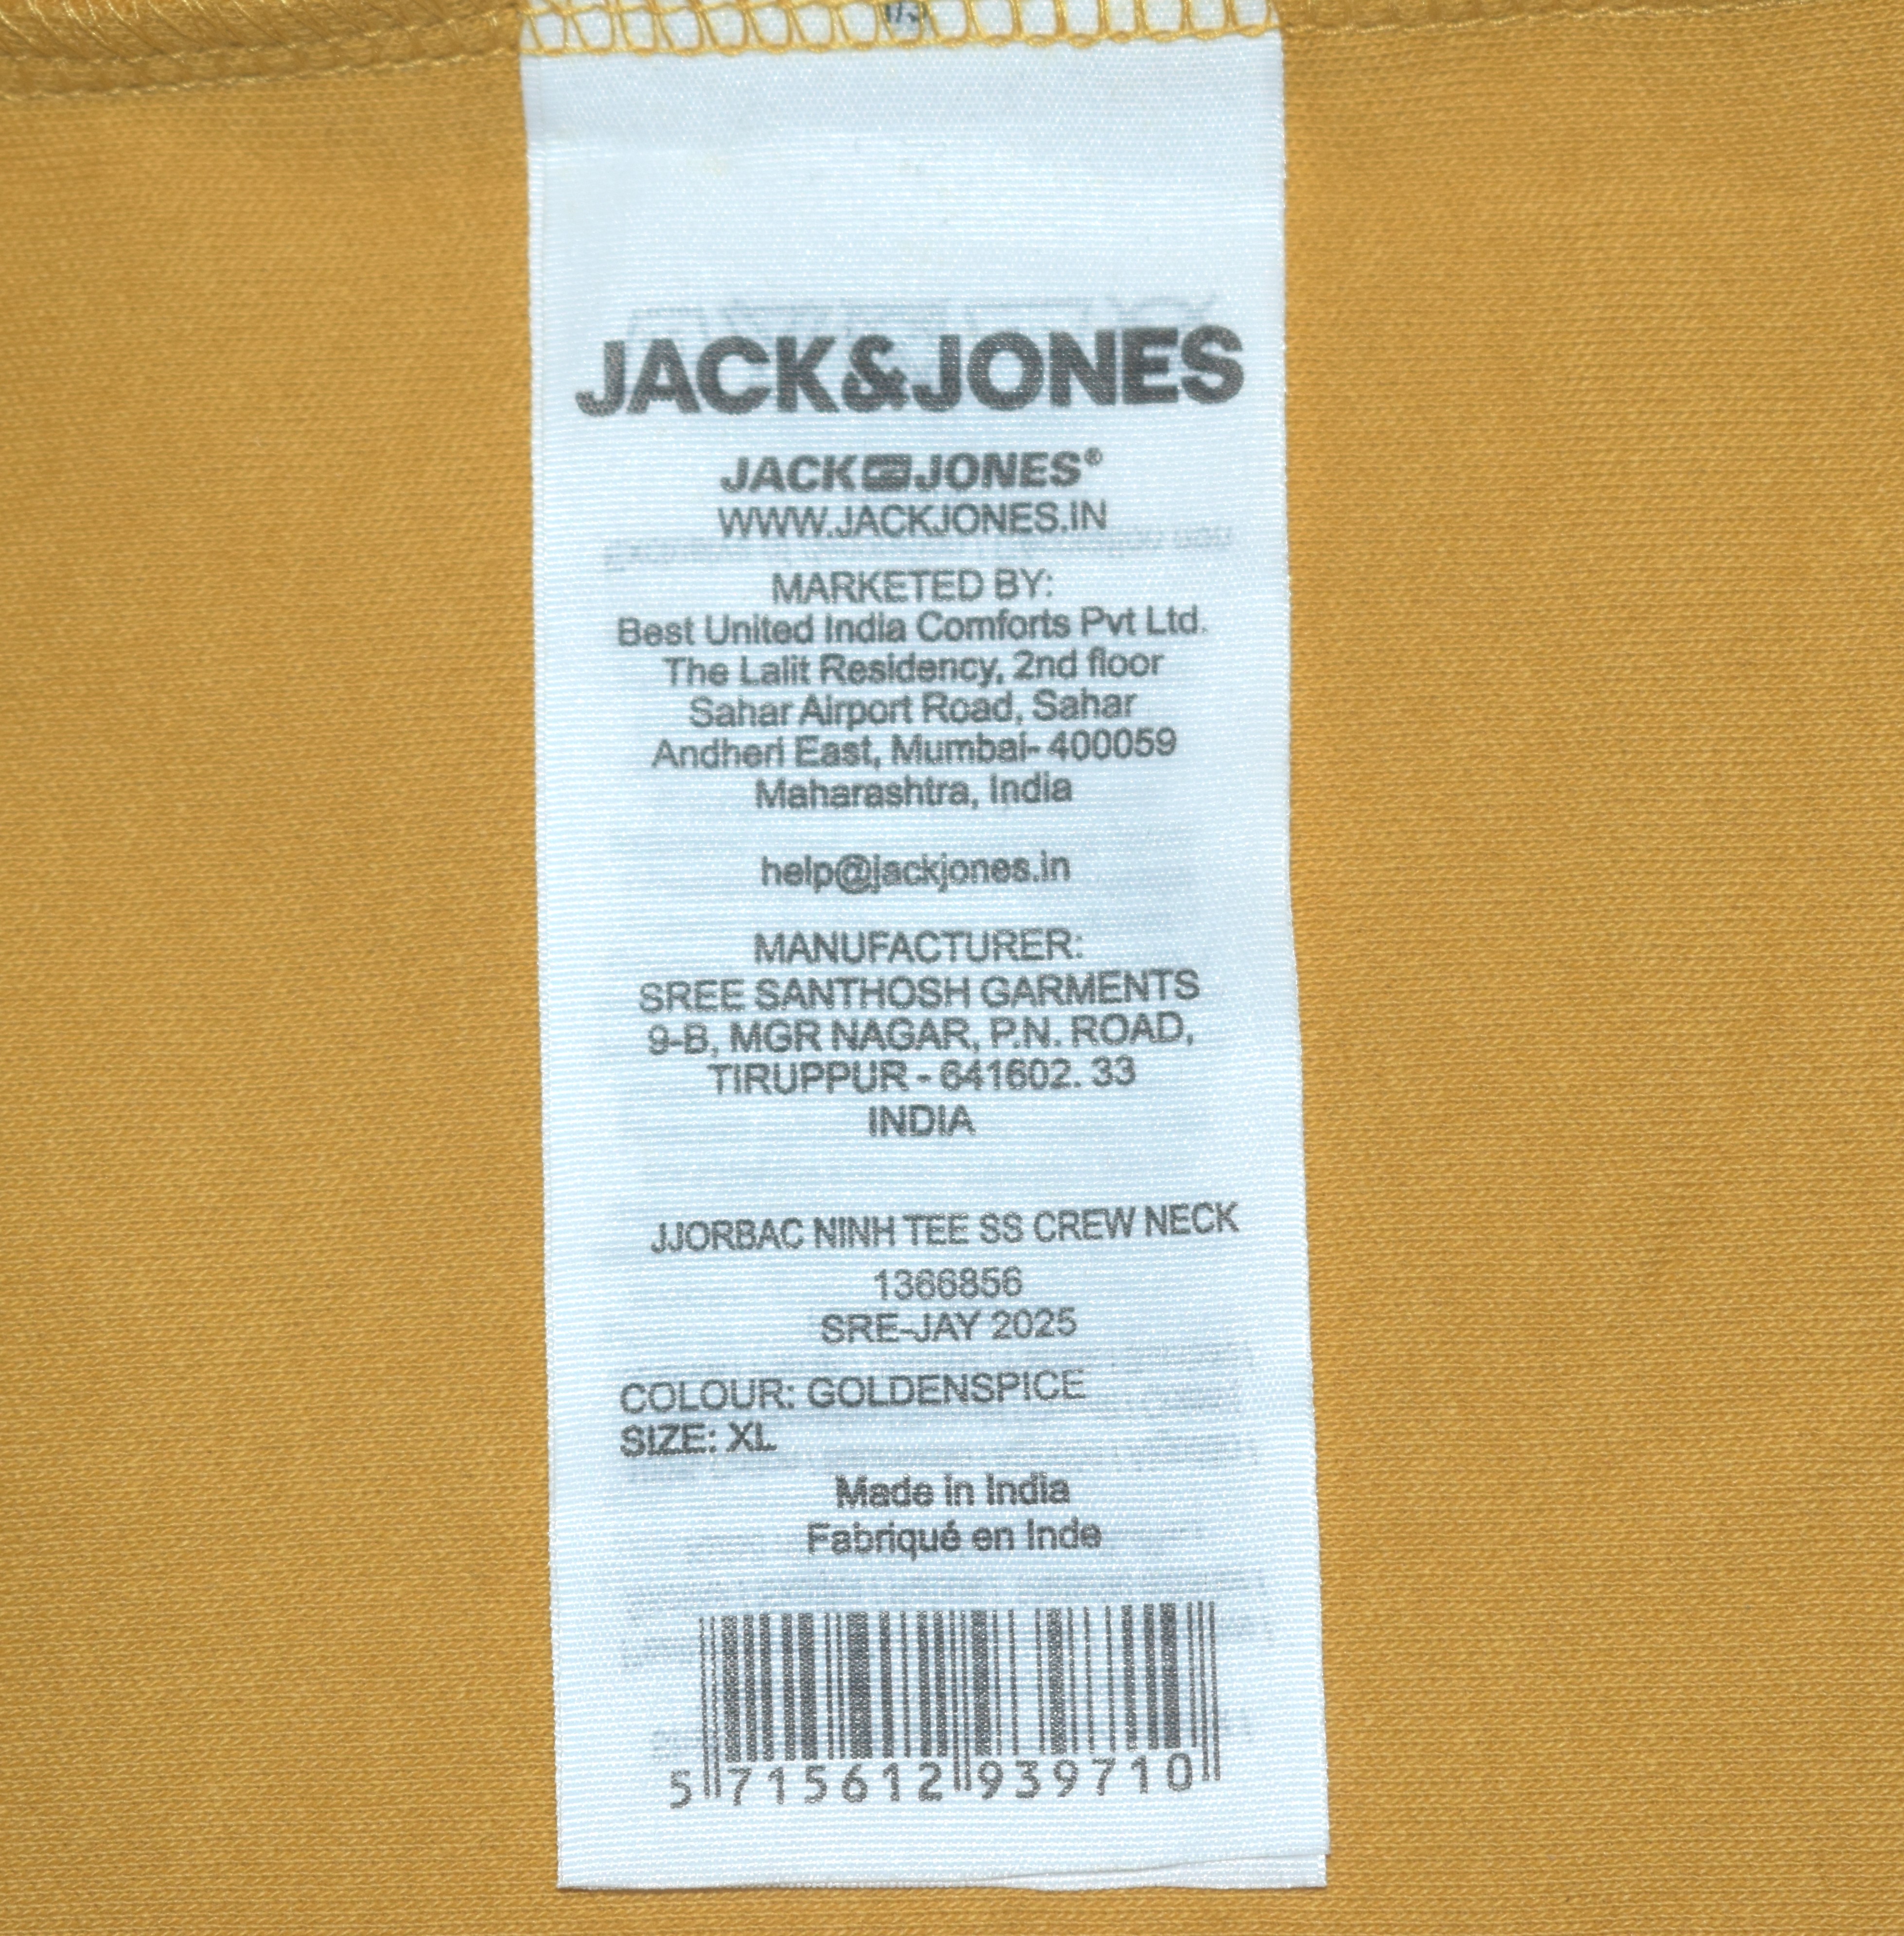 JACK&JONES
JACK JONES®
WWW.JACKJONES.IN
MARKETED BY:
Best United India Comforts Pvt Ltd.
The Lalit Residency, 2nd floor
Sahar Airport Road, Sahar
Andheri East, Mumbai- 400059
Maharashtra, India
help@jackjones.in
MANUFACTURER:
SREE SANTHOSH GARMENTS
9-B, MGR NAGAR, P.N. ROAD,
TIRUPPUR - 641602. 33
INDIA
JJORBAC NINH TEE SS CREW NECK
1366856
SRE-JAY 2025
COLOUR: GOLDENSPICE
SIZE: XL
Made in India
Fabriqué en Inde
5 715612 939710